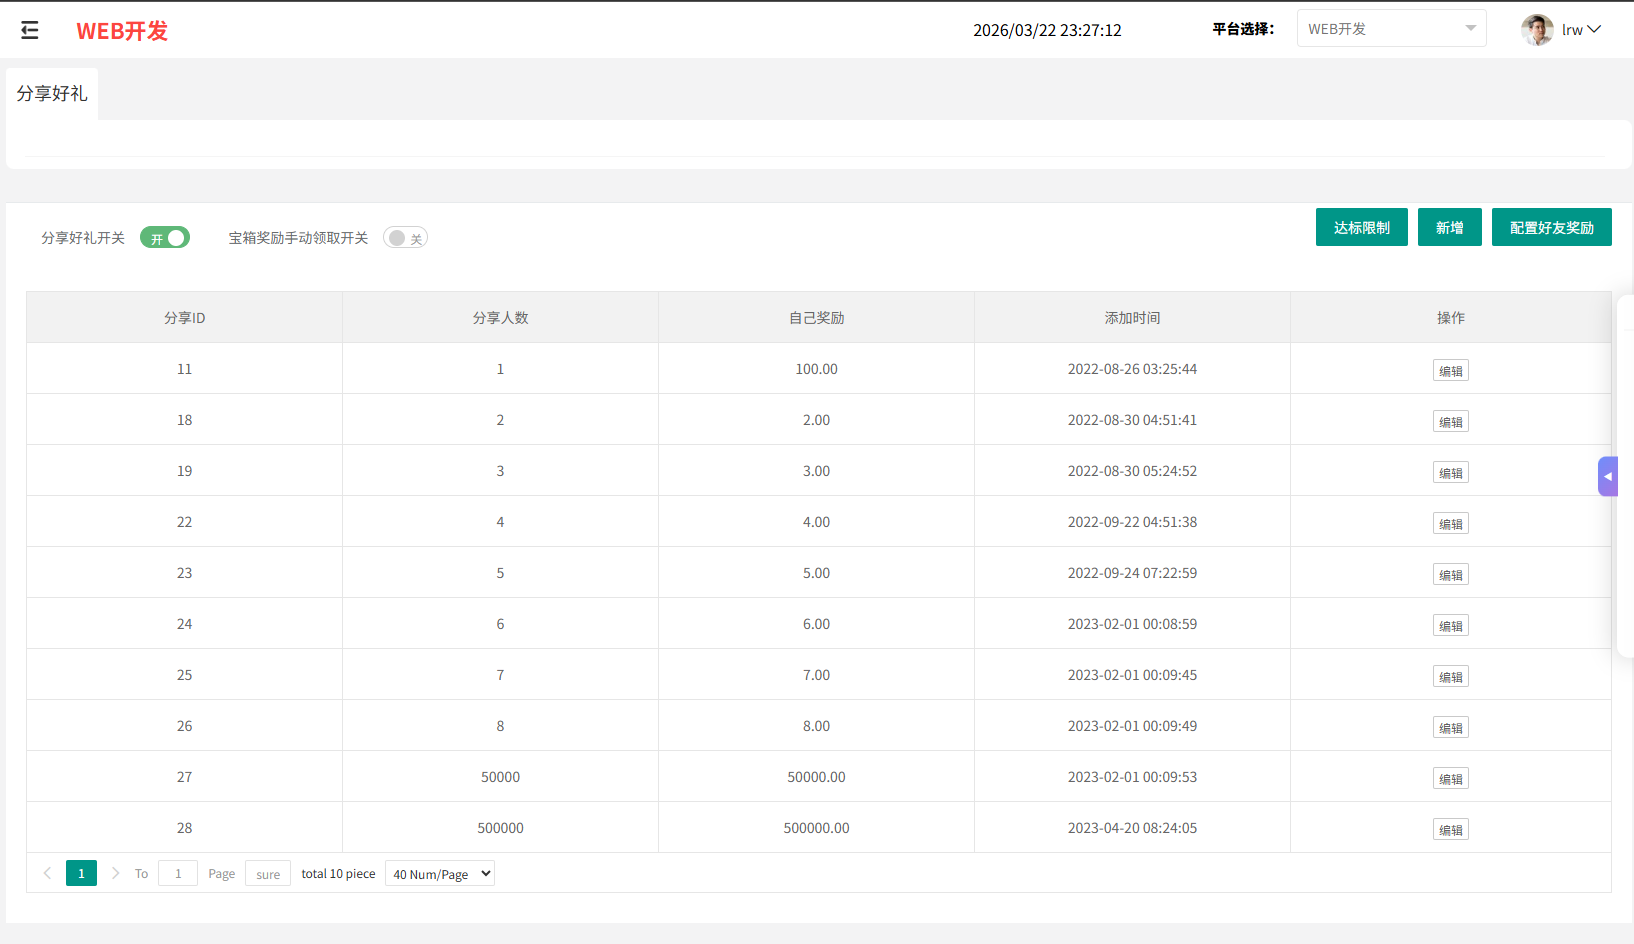 WEB开发 2026/03/22 23:27:12 平台选择： WEB开发 lrw
分享好礼
分享好礼开关 开 宝箱奖励手动领取开关 关 达标限制 新增 配置好友奖励
分享ID 分享人数 自己奖励 添加时间 操作
11 1 100.00 2022-08-26 03:25:44 编辑
18 2 2.00 2022-08-30 04:51:41 编辑
19 3 3.00 2022-08-30 05:24:52 编辑
22 4 4.00 2022-09-22 04:51:38 编辑
23 5 5.00 2022-09-24 07:22:59 编辑
24 6 6.00 2023-02-01 00:08:59 编辑
25 7 7.00 2023-02-01 00:09:45 编辑
26 8 8.00 2023-02-01 00:09:49 编辑
27 50000 50000.00 2023-02-01 00:09:53 编辑
28 500000 500000.00 2023-04-20 08:24:05 编辑
1 To 1 Page sure total 10 piece 40 Num/Page